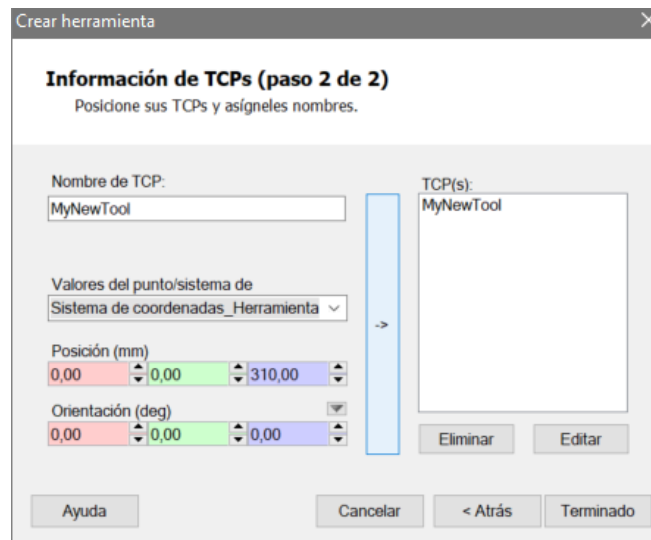 Crear herramienta
Información de TCPs (paso 2 de 2)
Posicione sus TCPs y asígneles nombres.
Nombre de TCP:
MyNewTool
Valores del punto/sistema de
Sistema de coordenadas_Herramienta
Posición (mm)
0,00 0,00 310,00
Orientación (deg)
0,00 0,00 0,00
->
TCP(s):
MyNewTool
Eliminar Editar
Ayuda Cancelar < Atrás Terminado